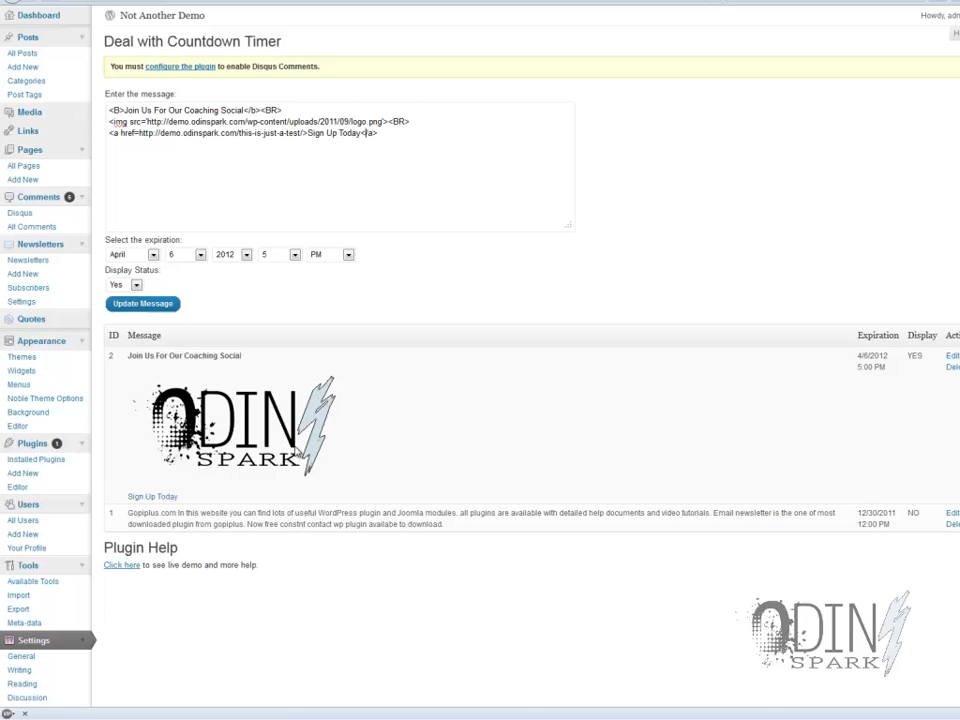 Dashboard
Not Another Demo
Howdy, adm
Posts
All Posts
Add New
Categories
Post Tags
Media
Links
Pages
All Pages
Add New
Comments 6
Disqus
All Comments
Newsletters
Newsletters
Add New
Subscribers
Settings
Quotes
Appearance
Themes
Widgets
Menus
Noble Theme Options
Background
Editor
Plugins 1
Installed Plugins
Add New
Editor
Users
All Users
Add New
Your Profile
Tools
Available Tools
Import
Export
Meta-data
Settings
General
Writing
Reading
Discussion
H
Deal with Countdown Timer
You must configure the plugin to enable Disqus Comments.
Enter the message:
<B>Join Us For Our Coaching Social</b><BR>
<img src='http://demo.odinspark.com/wp-content/uploads/2011/09/logo.png'><BR>
<a href=http://demo.odinspark.com/this-is-just-a-test/>Sign Up Today</a>
Select the expiration:
April 6 2012 5 PM
Display Status:
Yes
Update Message
ID Message Expiration Display Acti
2 Join Us For Our Coaching Social 4/6/2012 YES Edit
5:00 PM Dele
ODIN
SPARK
Sign Up Today
1 Gopiplus.com In this website you can find lots of useful WordPress plugin and Joomla modules. all plugins are available with detailed help documents and video tutorials. Email newsletter is the one of most 12/30/2011 NO Edit
downloaded plugin from gopiplus. Now free constnt contact wp plugin availabe to download. 12:00 PM Dele
Plugin Help
Click here to see live demo and more help.
ODIN
SPARK